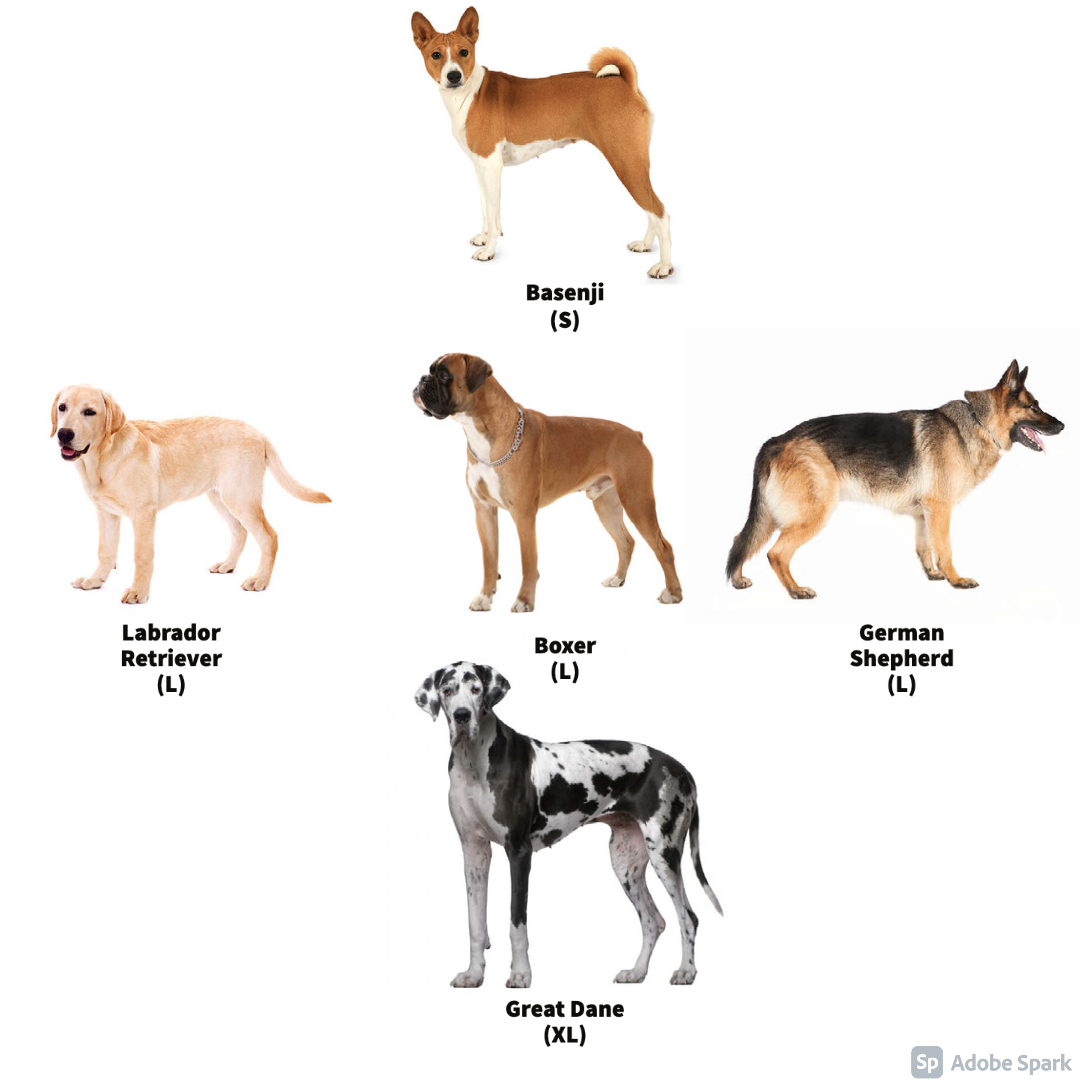 Basenji
(S)
Labrador
Retriever
(L)
Boxer
(L)
German
Shepherd
(L)
Great Dane
(XL)
Sp Adobe Spark